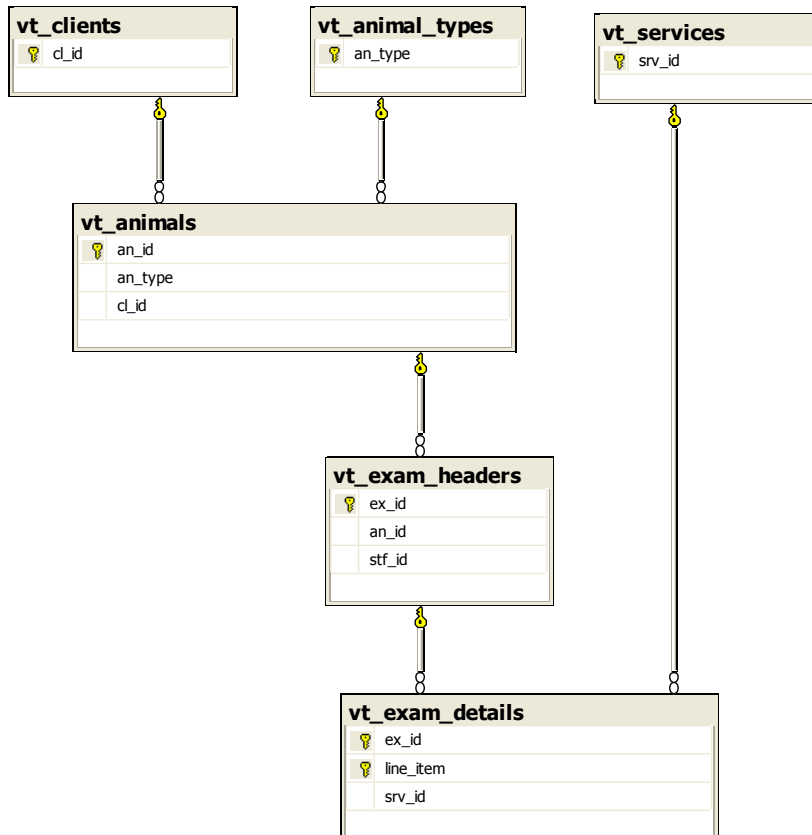 vt_clients
cl_id
vt_animal_types
an_type
vt_services
srv_id
vt_animals
an_id
an_type
cl_id
vt_exam_headers
ex_id
an_id
stf_id
vt_exam_details
ex_id
line_item
srv_id